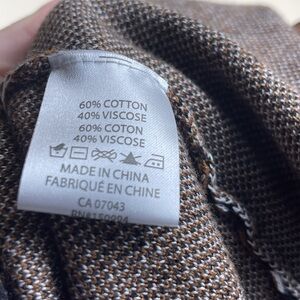 60% COTTON
40% VISCOSE
60% COTON
40% VISCOSE
MADE IN CHINA
FABRIQUÉ EN CHINE
CA 07043